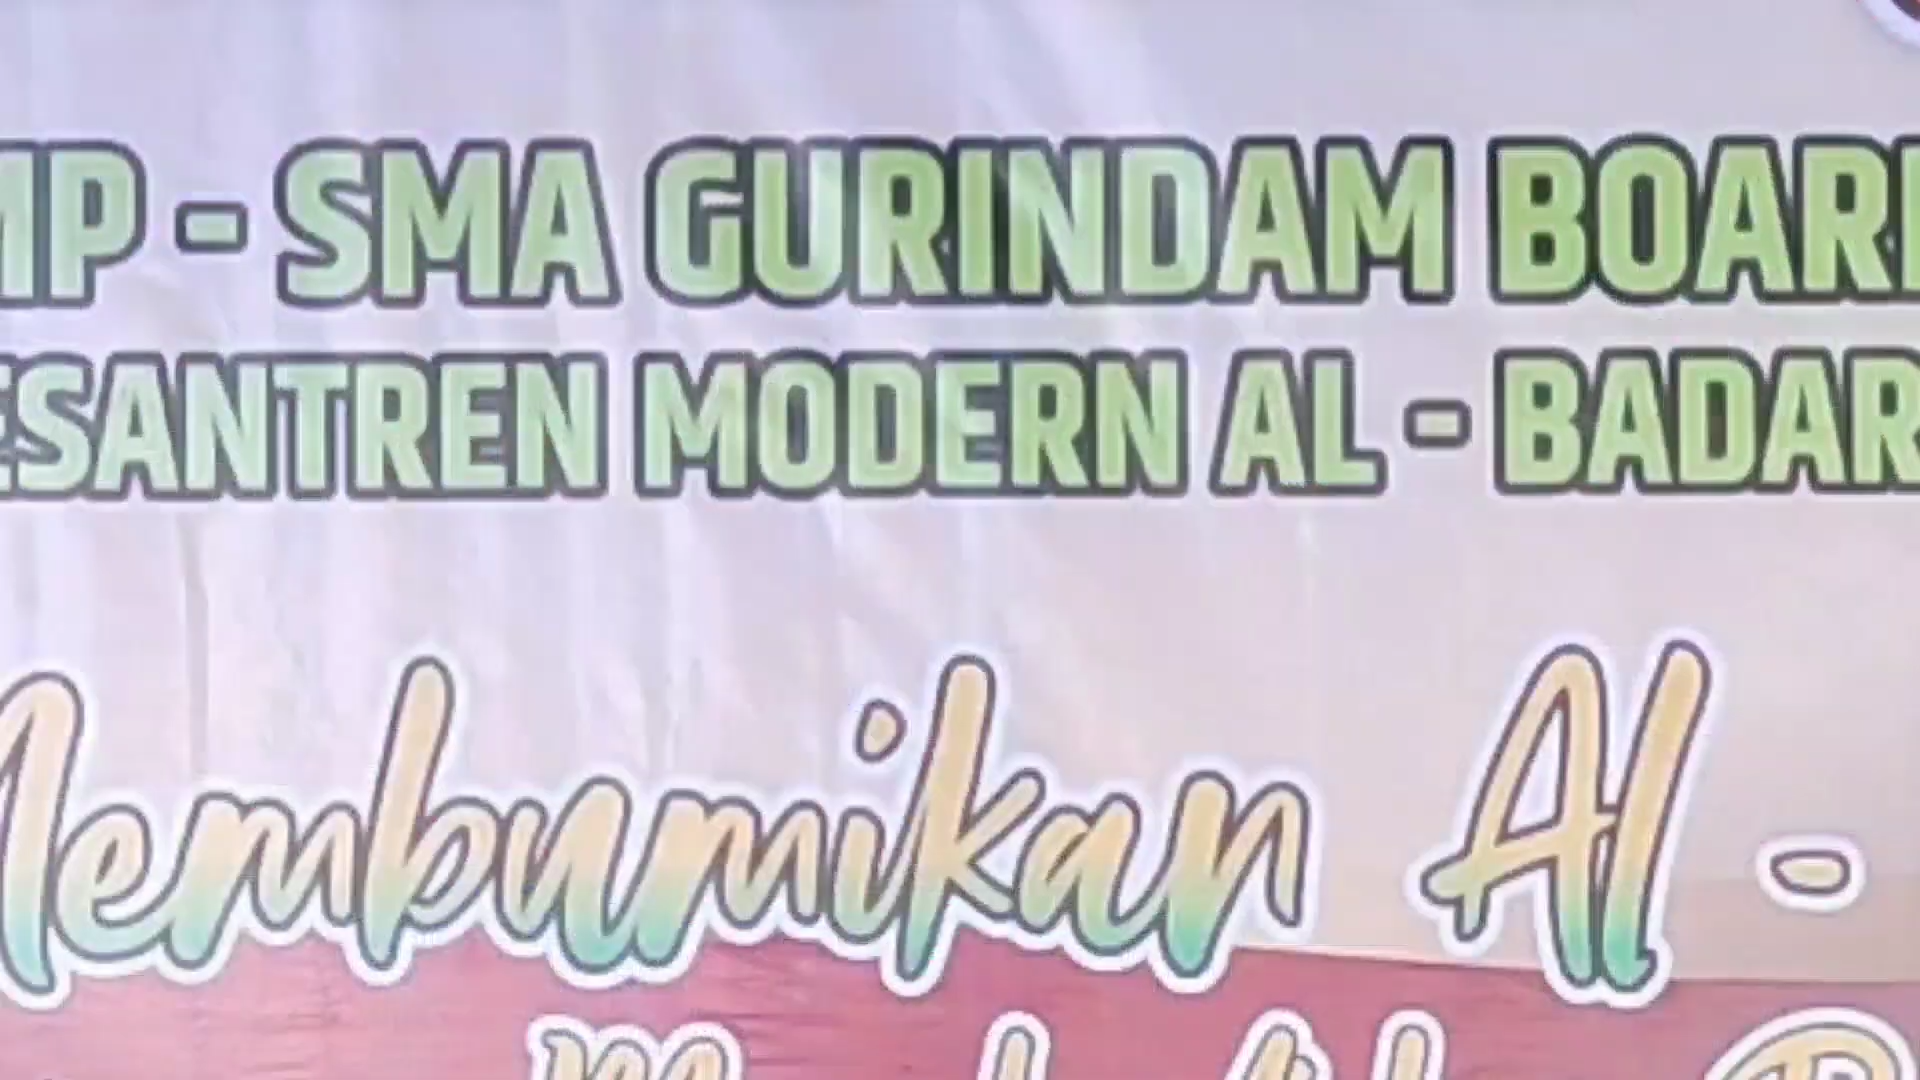 MP - SMA GURINDAM BOAR
ESANTREN MODERN AL - BADAR
Membumikan Al -